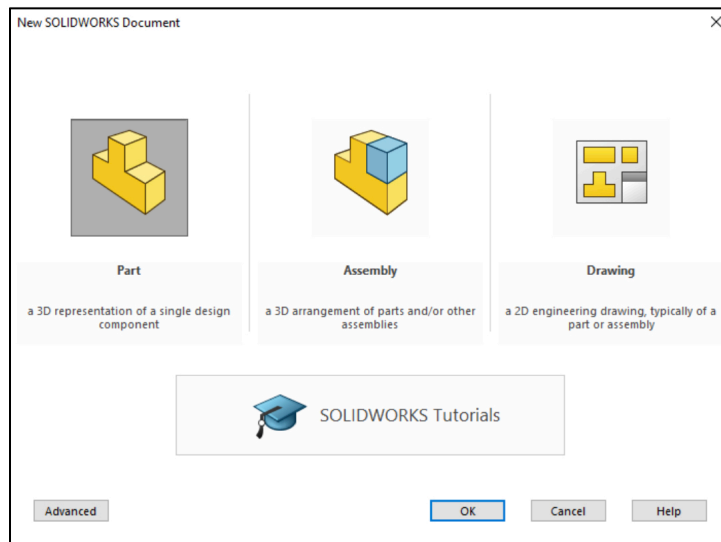 New SOLIDWORKS Document
Part
a 3D representation of a single design
component
Assembly
a 3D arrangement of parts and/or other
assemblies
Drawing
a 2D engineering drawing, typically of a
part or assembly
SOLIDWORKS Tutorials
Advanced
OK
Cancel
Help